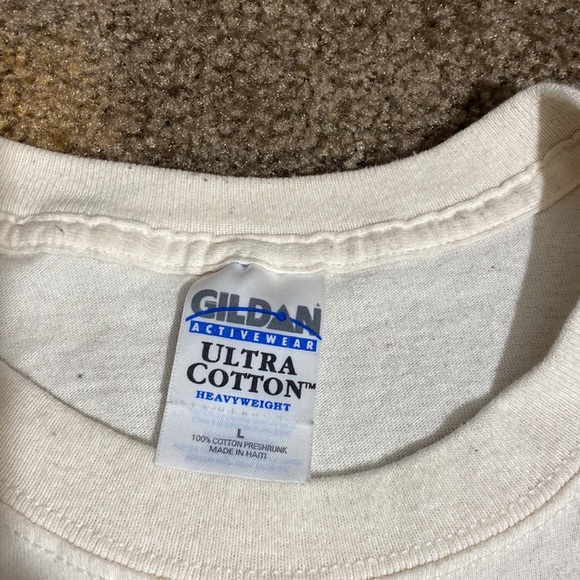 GILDAN
ACTIVEWEAR
ULTRA
COTTON™
HEAVYWEIGHT
L
100% COTTON PRESHRUNK
MADE IN HAITI